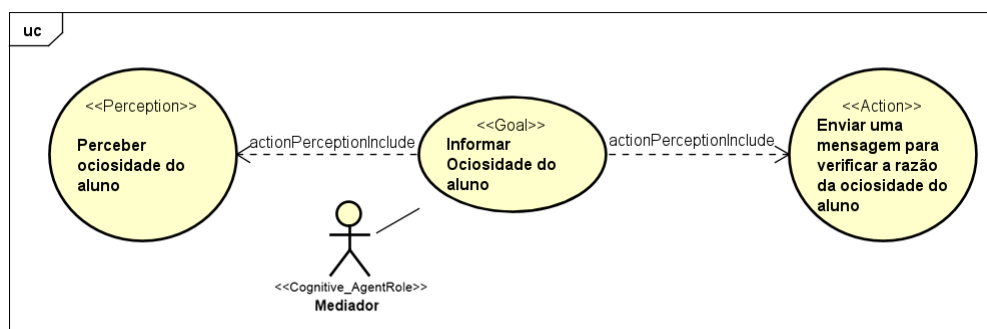 uc
<<Perception>>
Perceber
ociosidade do
aluno
actionPerceptionInclude
<<Goal>>
Informar
Ociosidade do
aluno
actionPerceptionInclude
<<Action>>
Enviar uma
mensagem para
verificar a razão
da ociosidade do
aluno
<<Cognitive_AgentRole>>
Mediador